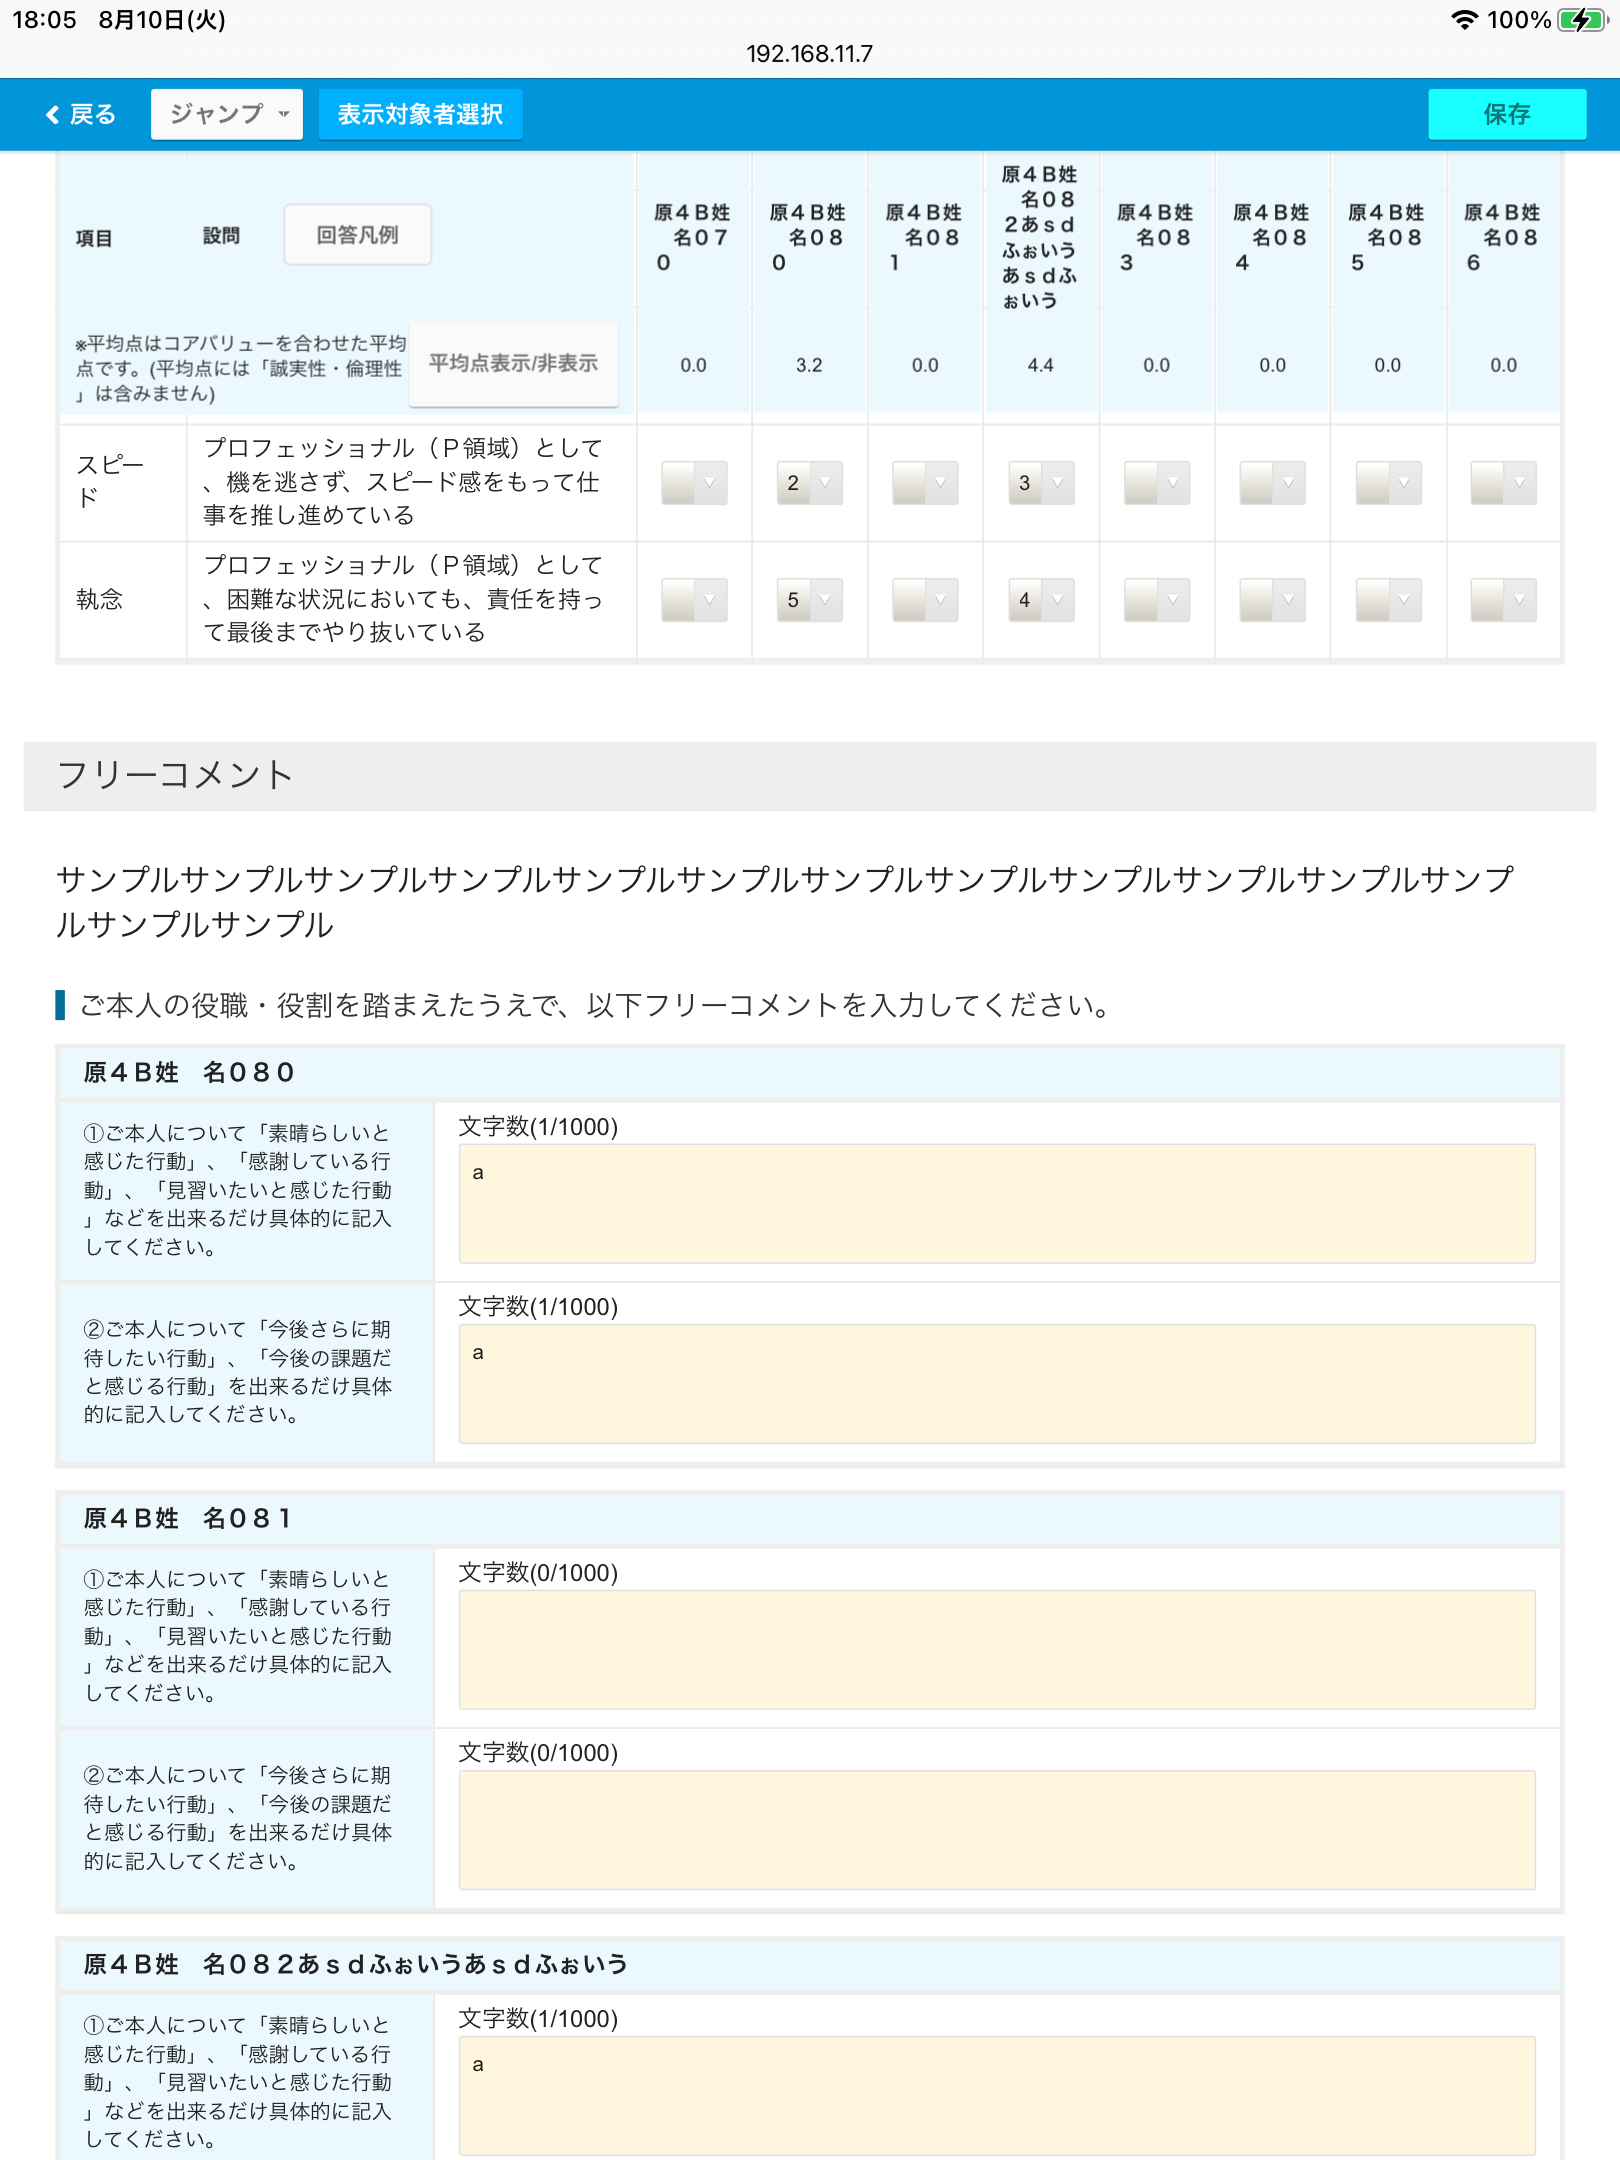 18:05 8月10日(火)
100%
192.168.11.7
戻る
ジャンプ
表示対象者選択
保存
項目
設問
回答凡例
原４Ｂ姓
名０７
０
原４Ｂ姓
名０８
０
原４Ｂ姓
名０８
１
原４Ｂ姓
名０８
２あｓｄ
ふぉいう
あｓｄふ
ぉいう
原４Ｂ姓
名０８
３
原４Ｂ姓
名０８
４
原４Ｂ姓
名０８
５
原４Ｂ姓
名０８
６
※平均点はコアバリューを合わせた平均
点です。(平均点には「誠実性・倫理性
」は含みません)
平均点表示/非表示
0.0
3.2
0.0
4.4
0.0
0.0
0.0
0.0
スピー
ド
プロフェッショナル（Ｐ領域）として
、機を逃さず、スピード感をもって仕
事を推し進めている
2
3
執念
プロフェッショナル（Ｐ領域）として
、困難な状況においても、責任を持っ
て最後までやり抜いている
5
4
フリーコメント
サンプルサンプルサンプルサンプルサンプルサンプルサンプルサンプルサンプルサンプルサンプルサンプ
ルサンプルサンプル
ご本人の役職・役割を踏まえたうえで、以下フリーコメントを入力してください。
原４Ｂ姓　名０８０
①ご本人について「素晴らしいと
感じた行動」、「感謝している行
動」、「見習いたいと感じた行動
」などを出来るだけ具体的に記入
してください。
文字数(1/1000)
a
②ご本人について「今後さらに期
待したい行動」、「今後の課題だ
と感じる行動」を出来るだけ具体
的に記入してください。
文字数(1/1000)
a
原４Ｂ姓　名０８１
①ご本人について「素晴らしいと
感じた行動」、「感謝している行
動」、「見習いたいと感じた行動
」などを出来るだけ具体的に記入
してください。
文字数(0/1000)
②ご本人について「今後さらに期
待したい行動」、「今後の課題だ
と感じる行動」を出来るだけ具体
的に記入してください。
文字数(0/1000)
原４Ｂ姓　名０８２あｓｄふぉいうあｓｄふぉいう
①ご本人について「素晴らしいと
感じた行動」、「感謝している行
動」、「見習いたいと感じた行動
」などを出来るだけ具体的に記入
してください。
文字数(1/1000)
a